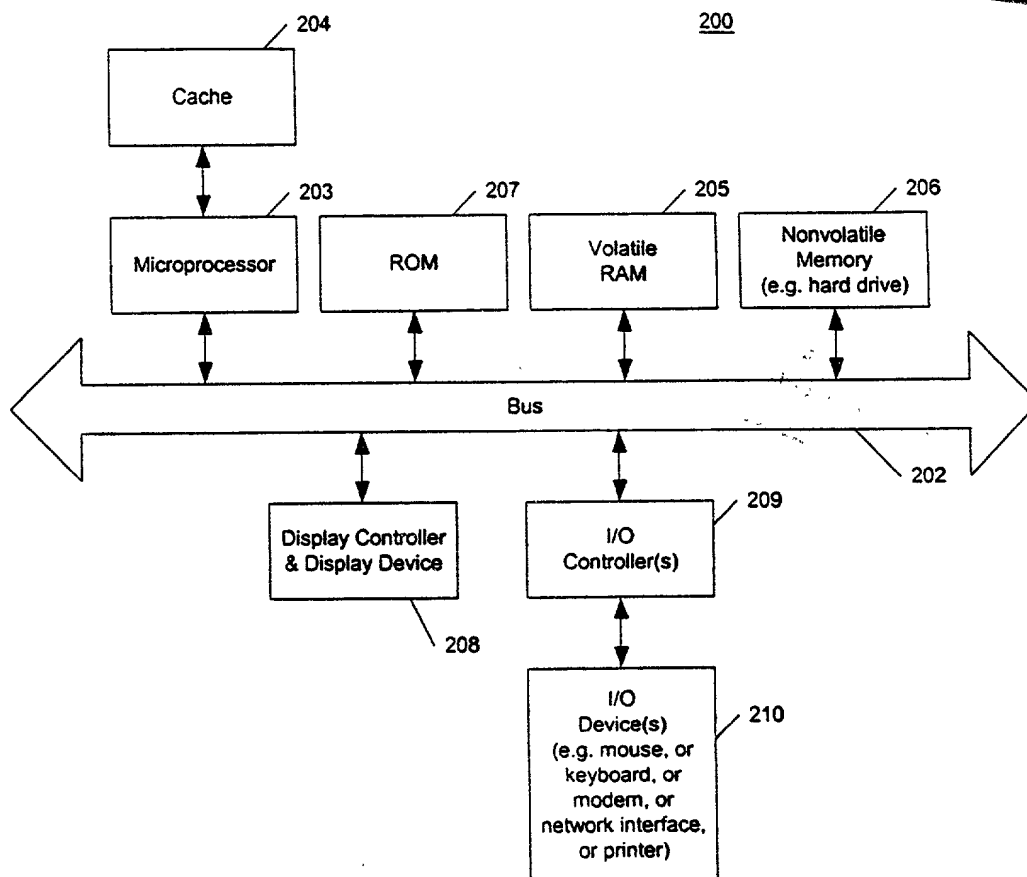 200
204
Cache
203
Microprocessor
207
ROM
205
Volatile
RAM
206
Nonvolatile
Memory
(e.g. hard drive)
Bus
202
Display Controller
& Display Device
208
209
I/O
Controller(s)
I/O
Device(s)
(e.g. mouse, or
keyboard, or
modem, or
network interface,
or printer)
210